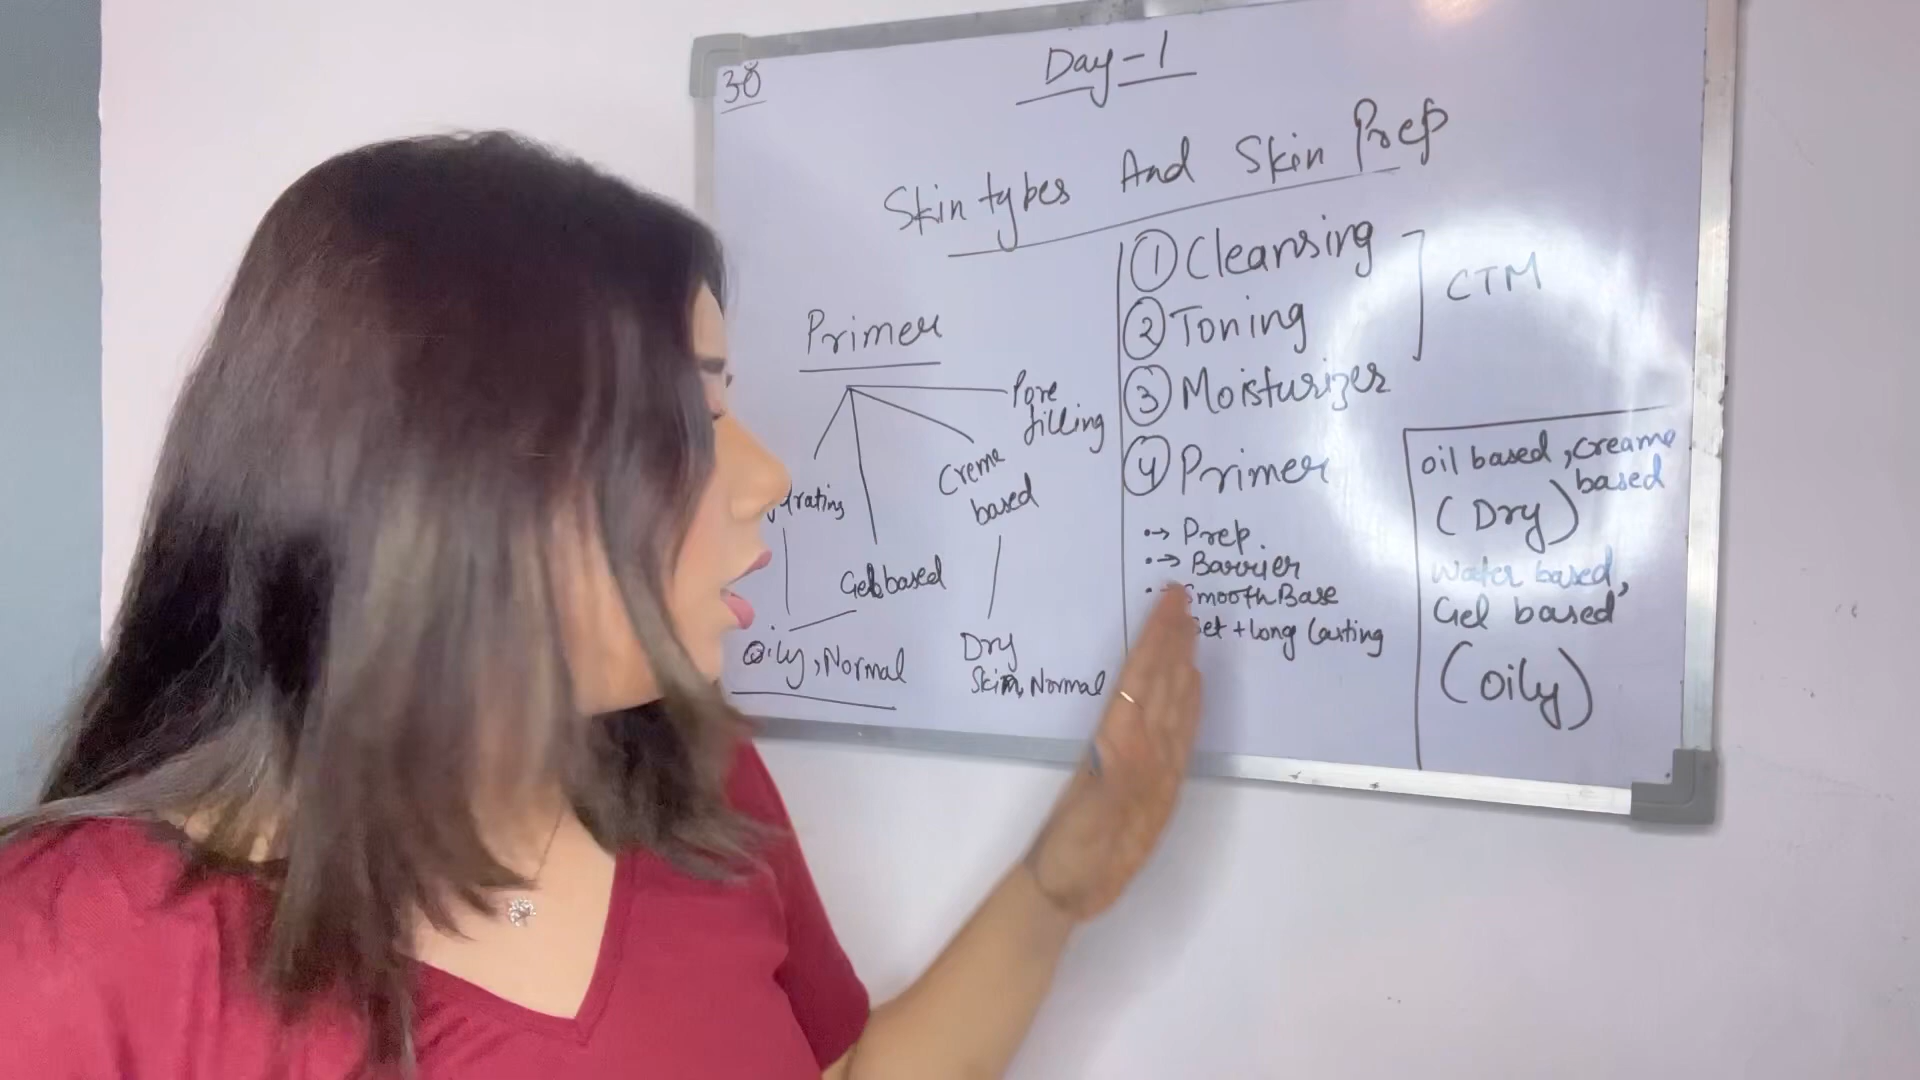 30
Day-1
Skin types And Skin Prep
Primer
Pore
filling
Creme
based
drating
Gel based
Oily, Normal
Dry
Skin, Normal
① Cleansing
② Toning
③ Moisturizer
CTM
④ Primer
•→ Prep.
•→ Barrier
•→ Smooth Base
Set + Long Lasting
oil based, creame
based
(Dry)
Water based,
Gel based
(Oily)